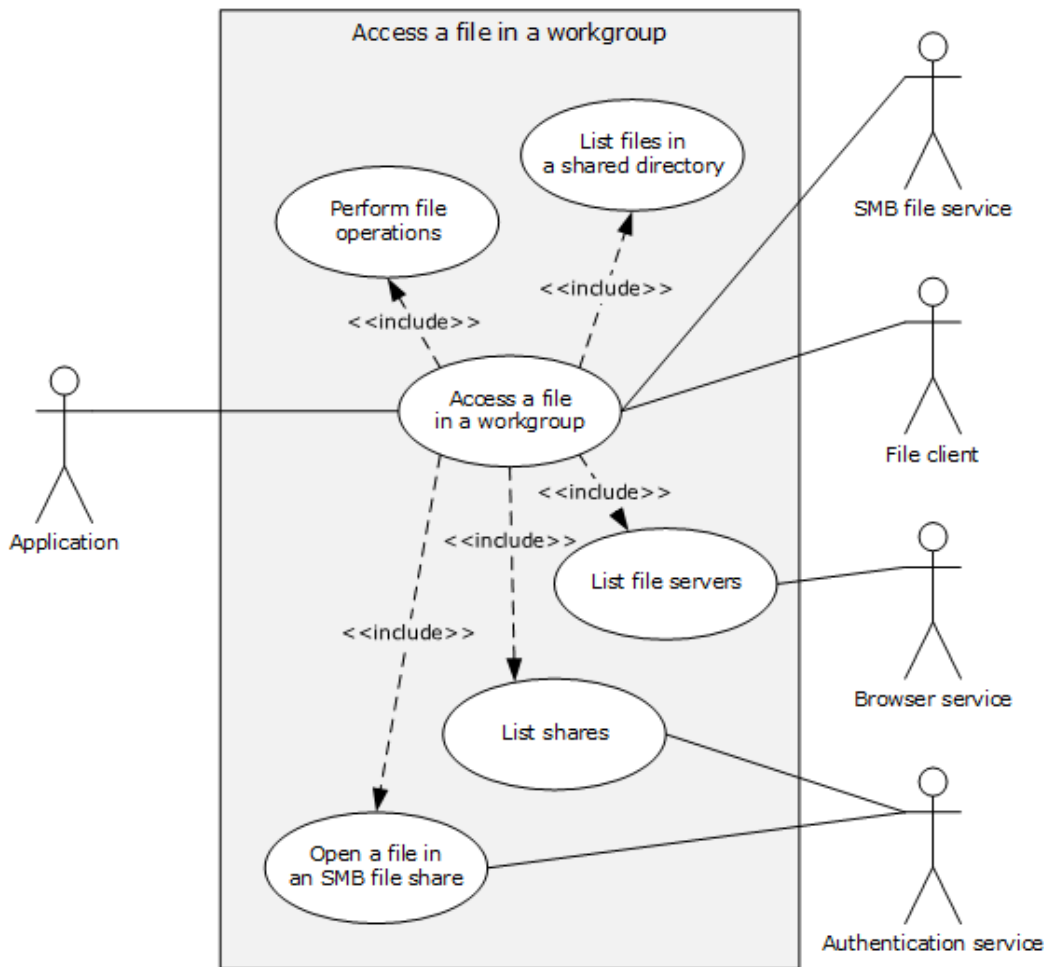 Access a file in a workgroup
List files in
a shared directory
SMB file service
Perform file
operations
<<include>>
<<include>>
Access a file
in a workgroup
File client
Application
<<include>>
<<include>>
List file servers
<<include>>
Browser service
List shares
Open a file in
an SMB file share
Authentication service